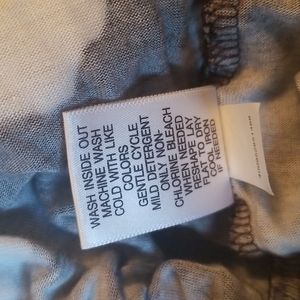 WASH INSIDE OUT
MACHINE WASH
COLD WITH LIKE
COLORS
GENTLE CYCLE
MILD DETERGENT
ONLY NON-
CHLORINE BLEACH
WHEN NEEDED
RESHAPE LAY
FLAT TO DRY
COOL IRON
IF NEEDED